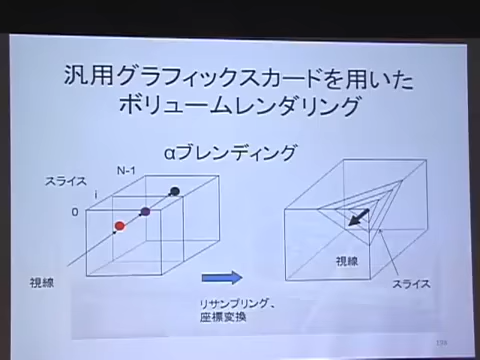 汎用グラフィックスカードを用いた
ボリュームレンダリング
αブレンディング
N-1
スライス
i
0
視線
視線
スライス
リサンプリング、
座標変換